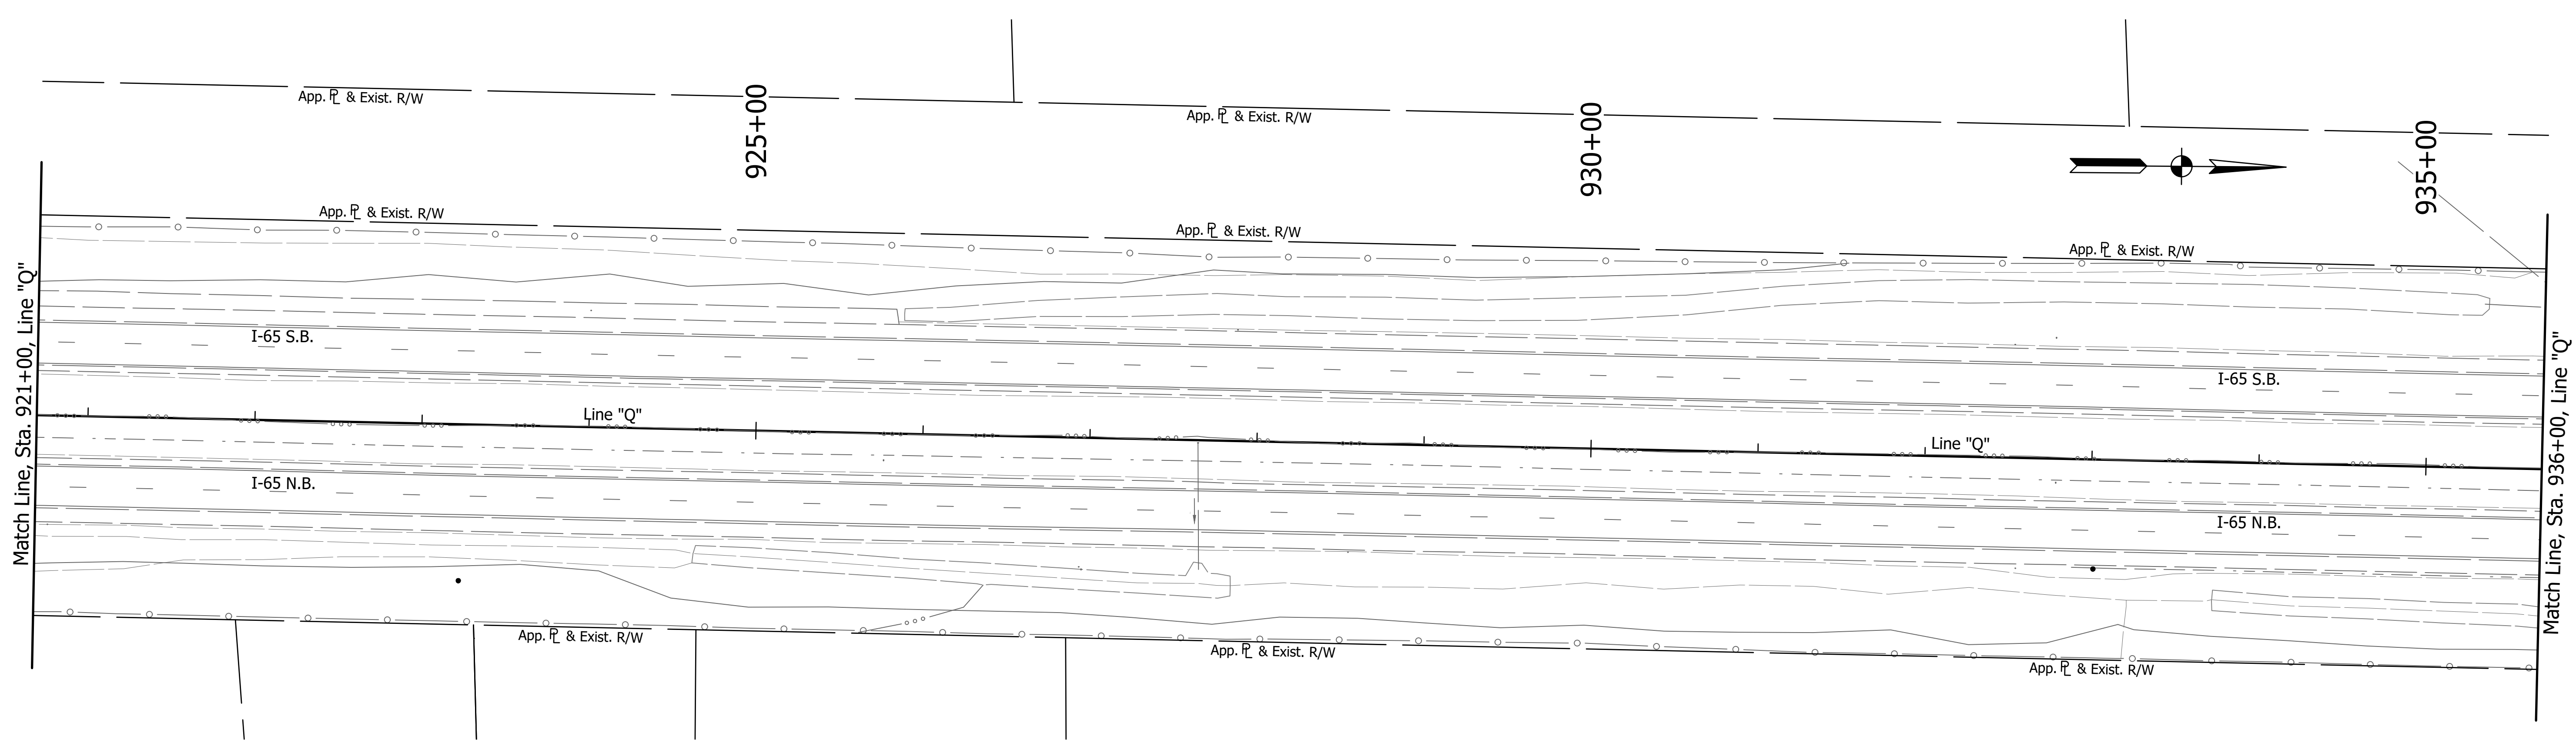 App. PL & Exist. R/W
App. PL & Exist. R/W
925+00
930+00
935+00
App. PL & Exist. R/W
App. PL & Exist. R/W
App. PL & Exist. R/W
Match Line, Sta. 921+00, Line "Q"
I-65 S.B.
I-65 S.B.
Line "Q"
Line "Q"
I-65 N.B.
I-65 N.B.
Match Line, Sta. 936+00, Line "Q"
App. PL & Exist. R/W
App. PL & Exist. R/W
App. PL & Exist. R/W